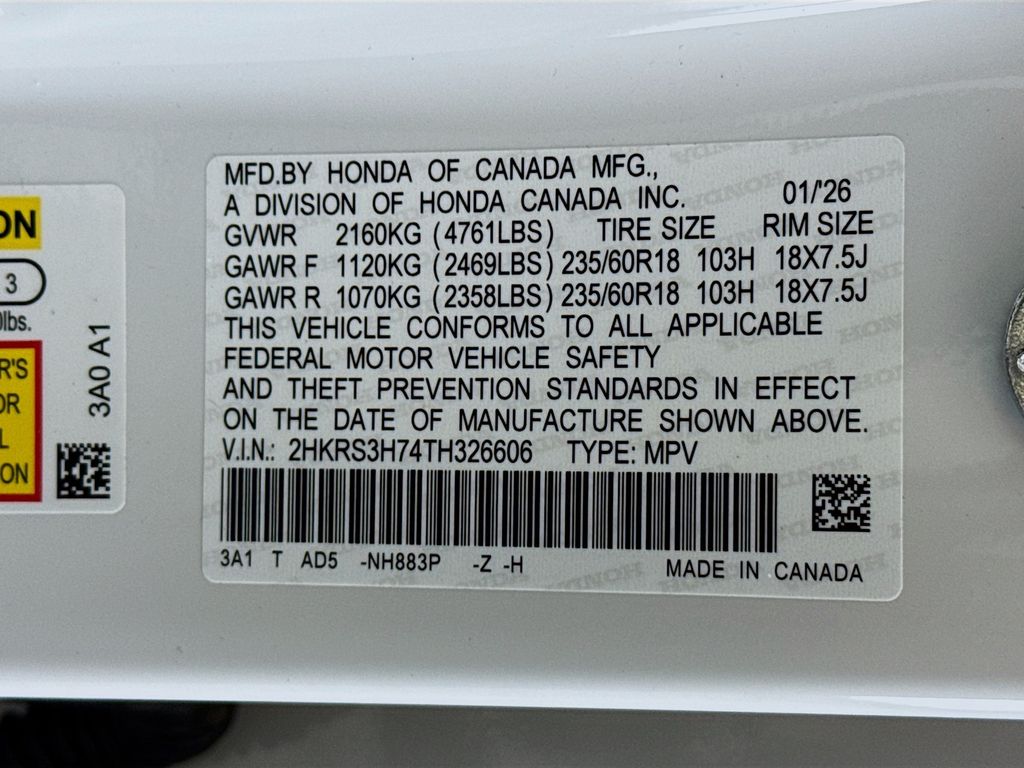 MFD.BY HONDA OF CANADA MFG.,
A DIVISION OF HONDA CANADA INC. 01/'26
GVWR 2160KG (4761LBS) TIRE SIZE RIM SIZE
GAWR F 1120KG (2469LBS) 235/60R18 103H 18X7.5J
GAWR R 1070KG (2358LBS) 235/60R18 103H 18X7.5J
THIS VEHICLE CONFORMS TO ALL APPLICABLE
FEDERAL MOTOR VEHICLE SAFETY
AND THEFT PREVENTION STANDARDS IN EFFECT
ON THE DATE OF MANUFACTURE SHOWN ABOVE.
V.I.N.: 2HKRS3H74TH326606 TYPE: MPV
3A1 T AD5 -NH883P -Z -H MADE IN CANADA
ON
3
lbs.
R'S
OR
L
ON
3A0 A1